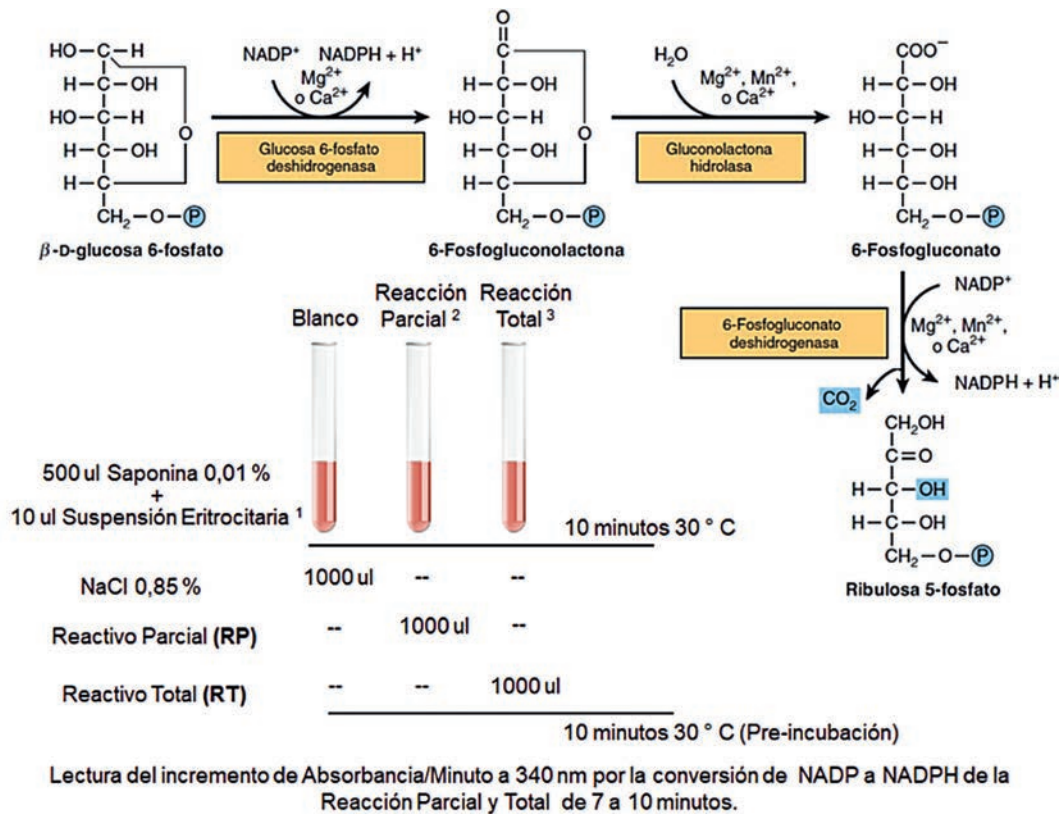 HO—C—H
H—C—OH
HO—C—H
H—C—OH
H—C
O
CH₂—O—P
β-D-glucosa 6-fosfato
NADP⁺ NADPH + H⁺
Mg²⁺
o Ca²⁺
Glucosa 6-fosfato
deshidrogenasa
O
C
H—C—OH
HO—C—H
H—C—OH
H—C
O
CH₂—O—P
6-Fosfogluconolactona
H₂O
Mg²⁺, Mn²⁺,
o Ca²⁺
Gluconolactona
hidrolasa
COO⁻
H—C—OH
HO—C—H
H—C—OH
H—C—OH
CH₂—O—P
6-Fosfogluconato
NADP⁺
Mg²⁺, Mn²⁺,
o Ca²⁺
6-Fosfogluconato
deshidrogenasa
NADPH + H⁺
CO₂
CH₂OH
C=O
H—C—OH
H—C—OH
CH₂—O—P
Ribulosa 5-fosfato
Blanco
Reacción
Parcial ²
Reacción
Total ³
500 ul Saponina 0,01 %
+
10 ul Suspensión Eritrocitaria ¹
10 minutos 30 ° C
NaCl 0,85 % 1000 ul -- --
Reactivo Parcial (RP) -- 1000 ul --
Reactivo Total (RT) -- -- 1000 ul
10 minutos 30 ° C (Pre-incubación)
Lectura del incremento de Absorbancia/Minuto a 340 nm por la conversión de NADP a NADPH de la
Reacción Parcial y Total de 7 a 10 minutos.